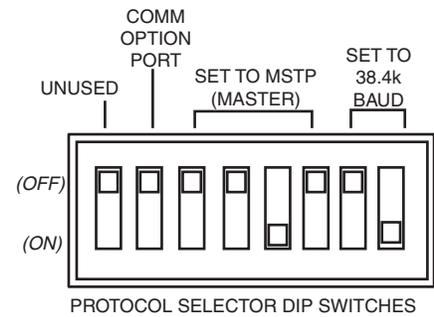 COMM
OPTION
PORT
UNUSED
SET TO MSTP
(MASTER)
SET TO
38.4k
BAUD
(OFF)
(ON)
PROTOCOL SELECTOR DIP SWITCHES